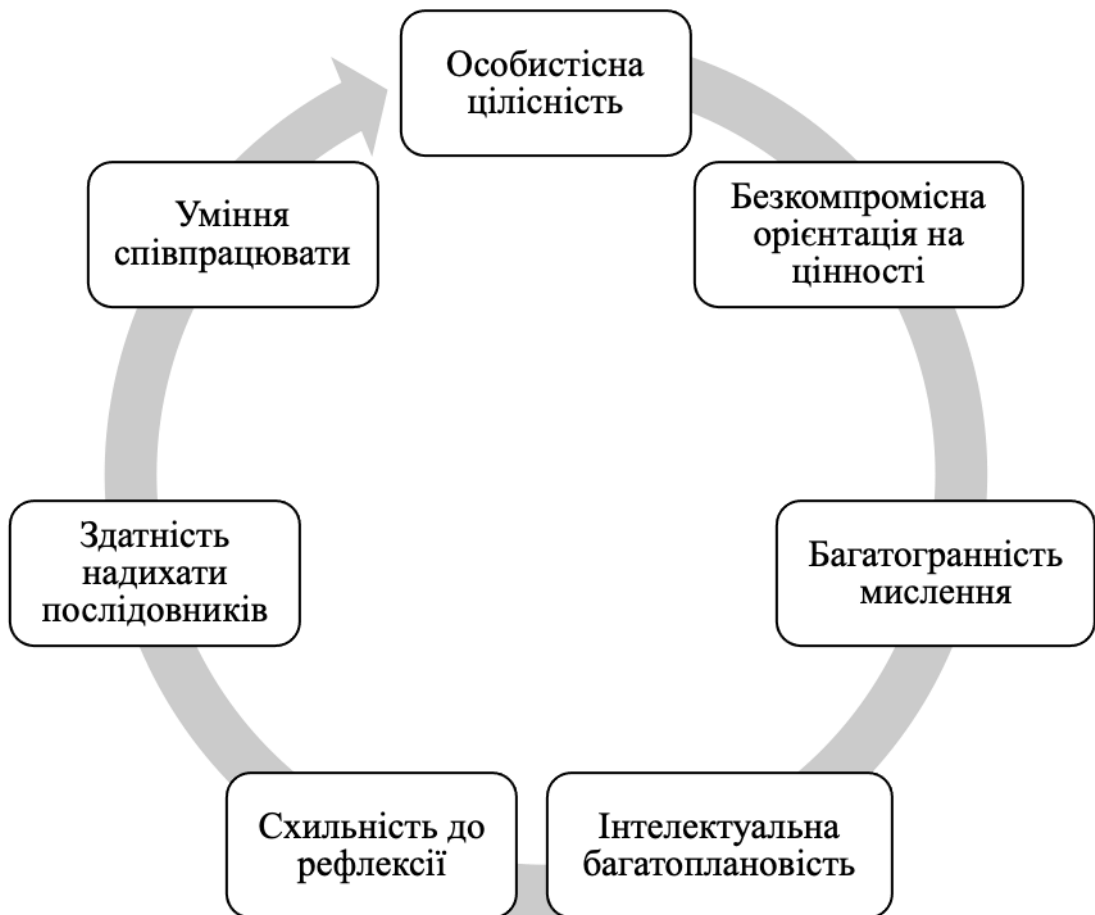 Особистісна
цілісність
Безкомпромісна
орієнтація на
цінності
Багатогранність
мислення
Інтелектуальна
багатоплановість
Схильність до
рефлексії
Здатність
надихати
послідовників
Уміння
співпрацювати